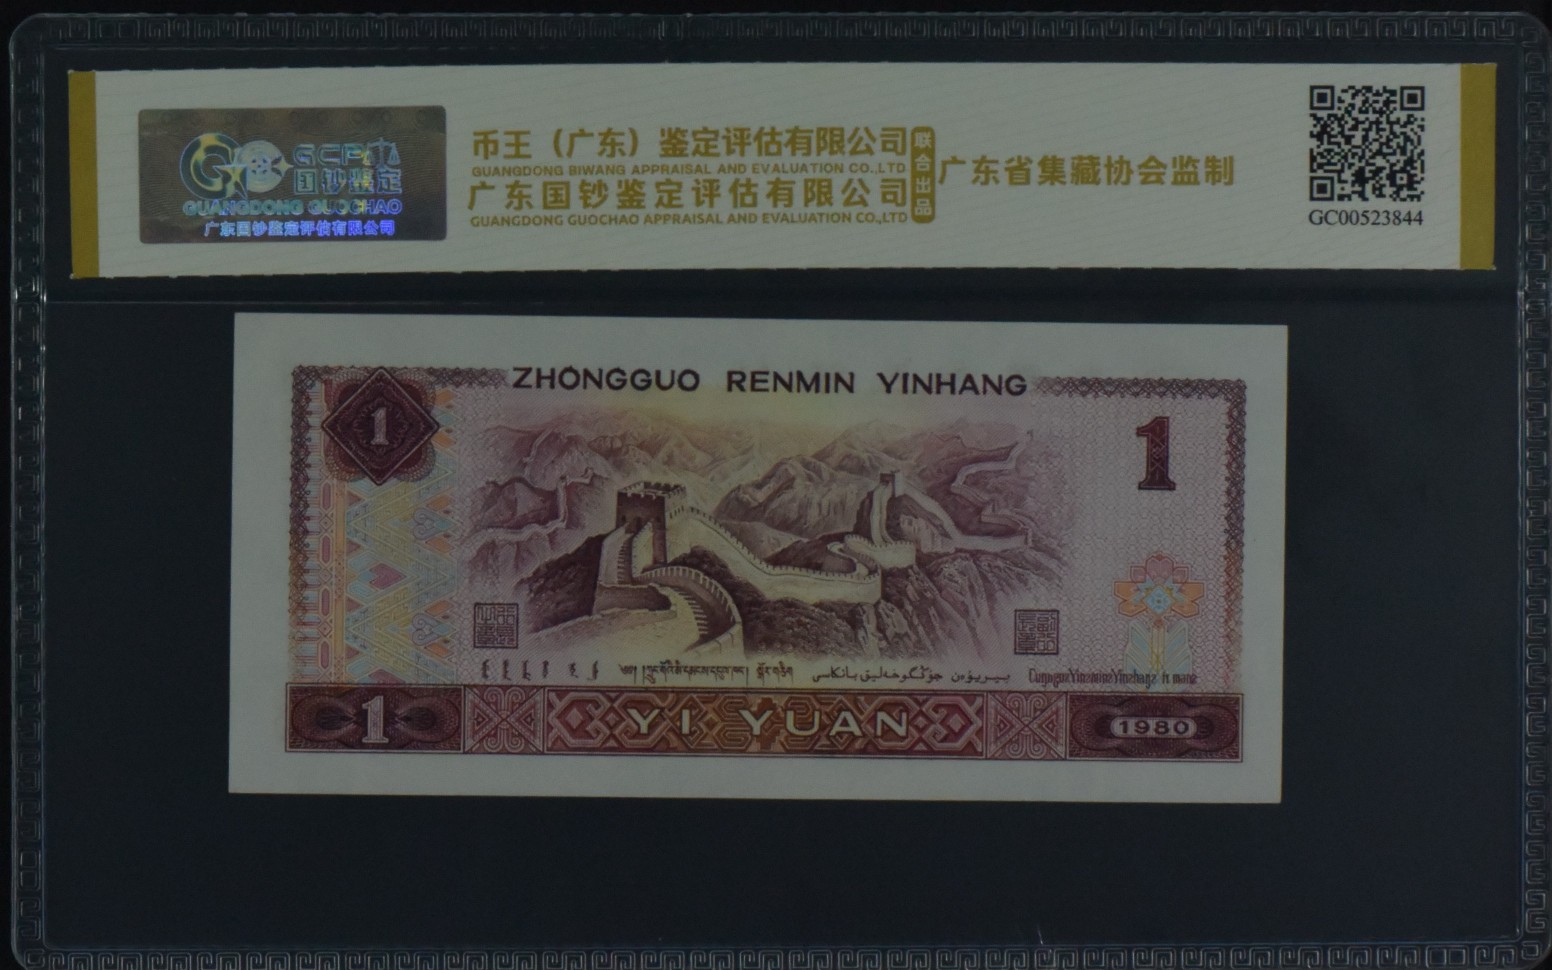 GCPJ
国钞鉴定
GUANGDONG GUOCHAO
广东国钞鉴定评估有限公司
币王（广东）鉴定评估有限公司
GUANGDONG BIWANG APPRAISAL AND EVALUATION CO.,LTD
广东国钞鉴定评估有限公司
GUANGDONG GUOCHAO APPRAISAL AND EVALUATION CO.,LTD
联合出品
广东省集藏协会监制
GC00523844
ZHONGGUO RENMIN YINHANG
1
1
1 YI YUAN 1980